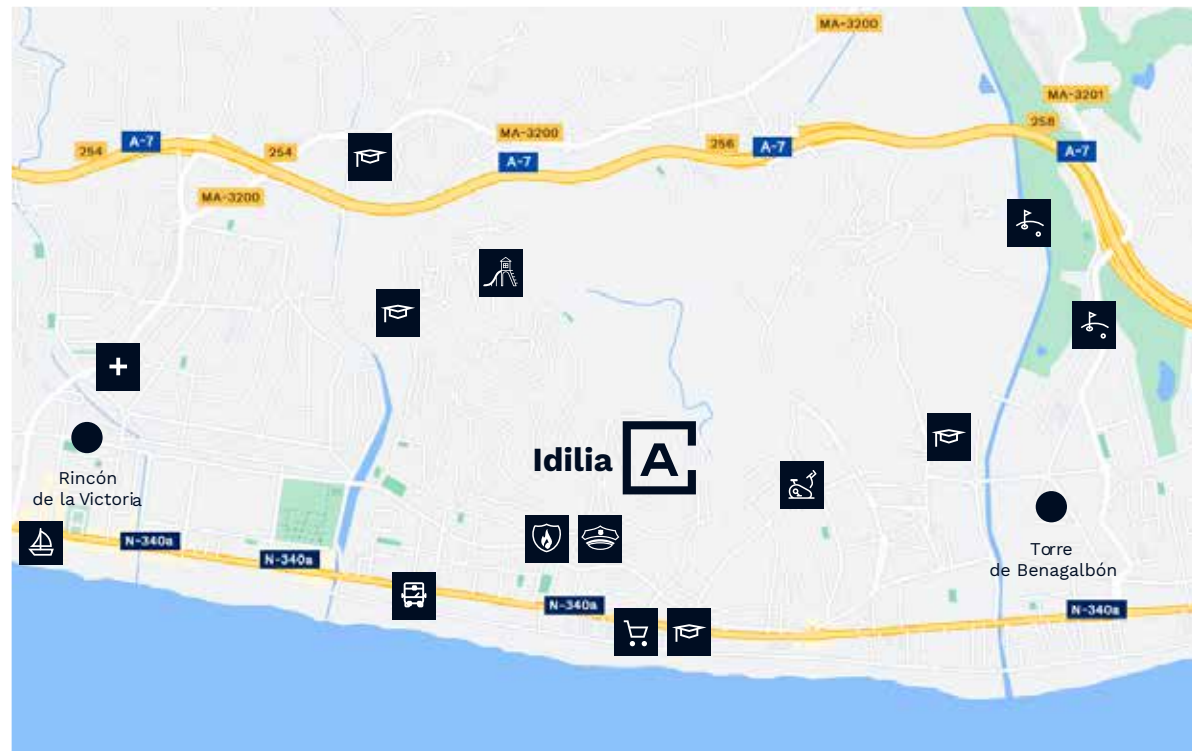 MA-3200
MA-3201
258
A-7
254
254
MA-3200
A-7
256
A-7
A-7
MA-3200
Idilia A
Rincón
de la Victoria
Torre
de Benagalbón
N-340a
N-340a
N-340a
N-340a